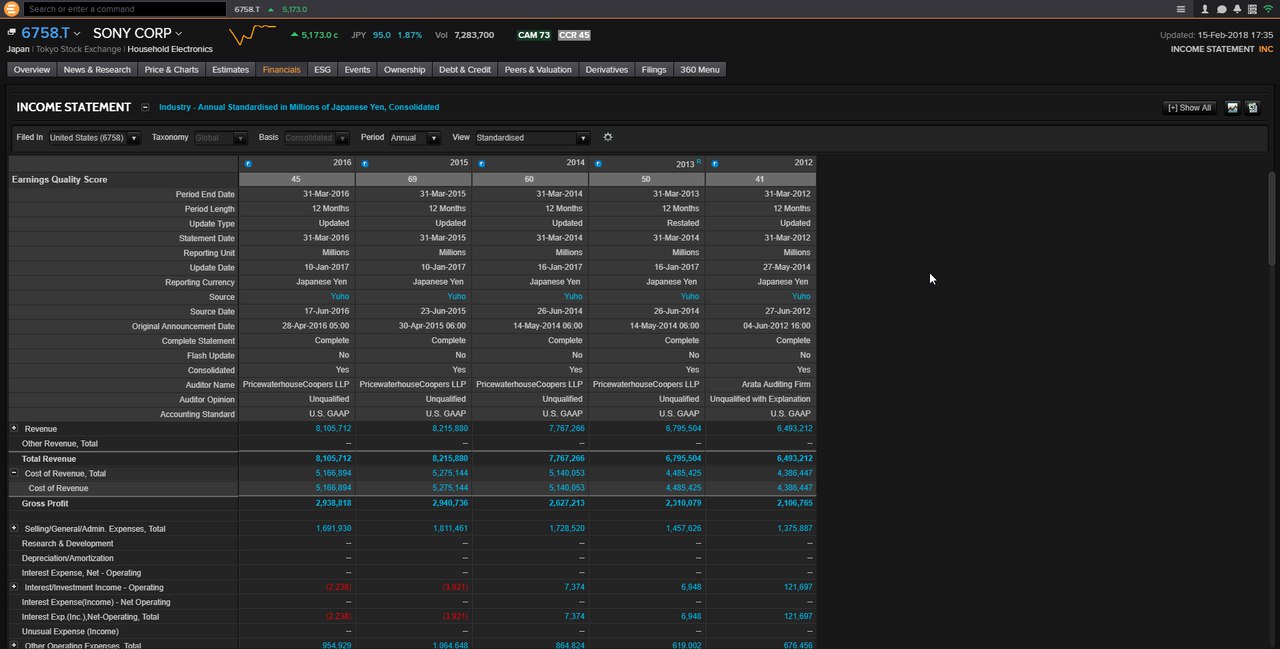 Search or enter a command 6758.T 5,173.0
6758.T SONY CORP 5,173.0 c JPY 95.0 1.87% Vol 7,283,700 CAM 73 CCR 45 Updated: 15-Feb-2018 17:35
Japan | Tokyo Stock Exchange | Household Electronics INCOME STATEMENT INC
Overview News & Research Price & Charts Estimates Financials ESG Events Ownership Debt & Credit Peers & Valuation Derivatives Filings 360 Menu
INCOME STATEMENT Industry - Annual Standardised in Millions of Japanese Yen, Consolidated [+] Show All
Filed In United States (6758) Taxonomy Global Basis Consolidated Period Annual View Standardised
2016 2015 2014 2013 R 2012
Earnings Quality Score 45 69 60 50 41
Period End Date 31-Mar-2016 31-Mar-2015 31-Mar-2014 31-Mar-2013 31-Mar-2012
Period Length 12 Months 12 Months 12 Months 12 Months 12 Months
Update Type Updated Updated Updated Restated Updated
Statement Date 31-Mar-2016 31-Mar-2015 31-Mar-2014 31-Mar-2014 31-Mar-2012
Reporting Unit Millions Millions Millions Millions Millions
Update Date 10-Jan-2017 10-Jan-2017 16-Jan-2017 16-Jan-2017 27-May-2014
Reporting Currency Japanese Yen Japanese Yen Japanese Yen Japanese Yen Japanese Yen
Source Yuho Yuho Yuho Yuho Yuho
Source Date 17-Jun-2016 23-Jun-2015 26-Jun-2014 26-Jun-2014 27-Jun-2012
Original Announcement Date 28-Apr-2016 05:00 30-Apr-2015 06:00 14-May-2014 06:00 14-May-2014 06:00 04-Jun-2012 16:00
Complete Statement Complete Complete Complete Complete Complete
Flash Update No No No No No
Consolidated Yes Yes Yes Yes Yes
Auditor Name PricewaterhouseCoopers LLP PricewaterhouseCoopers LLP PricewaterhouseCoopers LLP PricewaterhouseCoopers LLP Arata Auditing Firm
Auditor Opinion Unqualified Unqualified Unqualified Unqualified Unqualified with Explanation
Accounting Standard U.S. GAAP U.S. GAAP U.S. GAAP U.S. GAAP U.S. GAAP
Revenue 8,105,712 8,215,880 7,767,266 6,795,504 6,493,212
Other Revenue, Total -- -- -- -- --
Total Revenue 8,105,712 8,215,880 7,767,266 6,795,504 6,493,212
Cost of Revenue, Total 5,166,894 5,275,144 5,140,053 4,485,425 4,386,447
Cost of Revenue 5,166,894 5,275,144 5,140,053 4,485,425 4,386,447
Gross Profit 2,938,818 2,940,736 2,627,213 2,310,079 2,106,765
Selling/General/Admin. Expenses, Total 1,691,930 1,811,461 1,728,520 1,457,626 1,375,887
Research & Development -- -- -- -- --
Depreciation/Amortization -- -- -- -- --
Interest Expense, Net - Operating -- -- -- -- --
Interest/Investment Income - Operating (2,238) (3,921) 7,374 6,948 121,697
Interest Expense(Income) - Net Operating -- -- -- -- --
Interest Exp.(Inc.),Net-Operating, Total (2,238) (3,921) 7,374 6,948 121,697
Unusual Expense (Income) -- -- -- -- --
Other Operating Expenses, Total 954,929 1,064,648 864,824 619,002 676,456